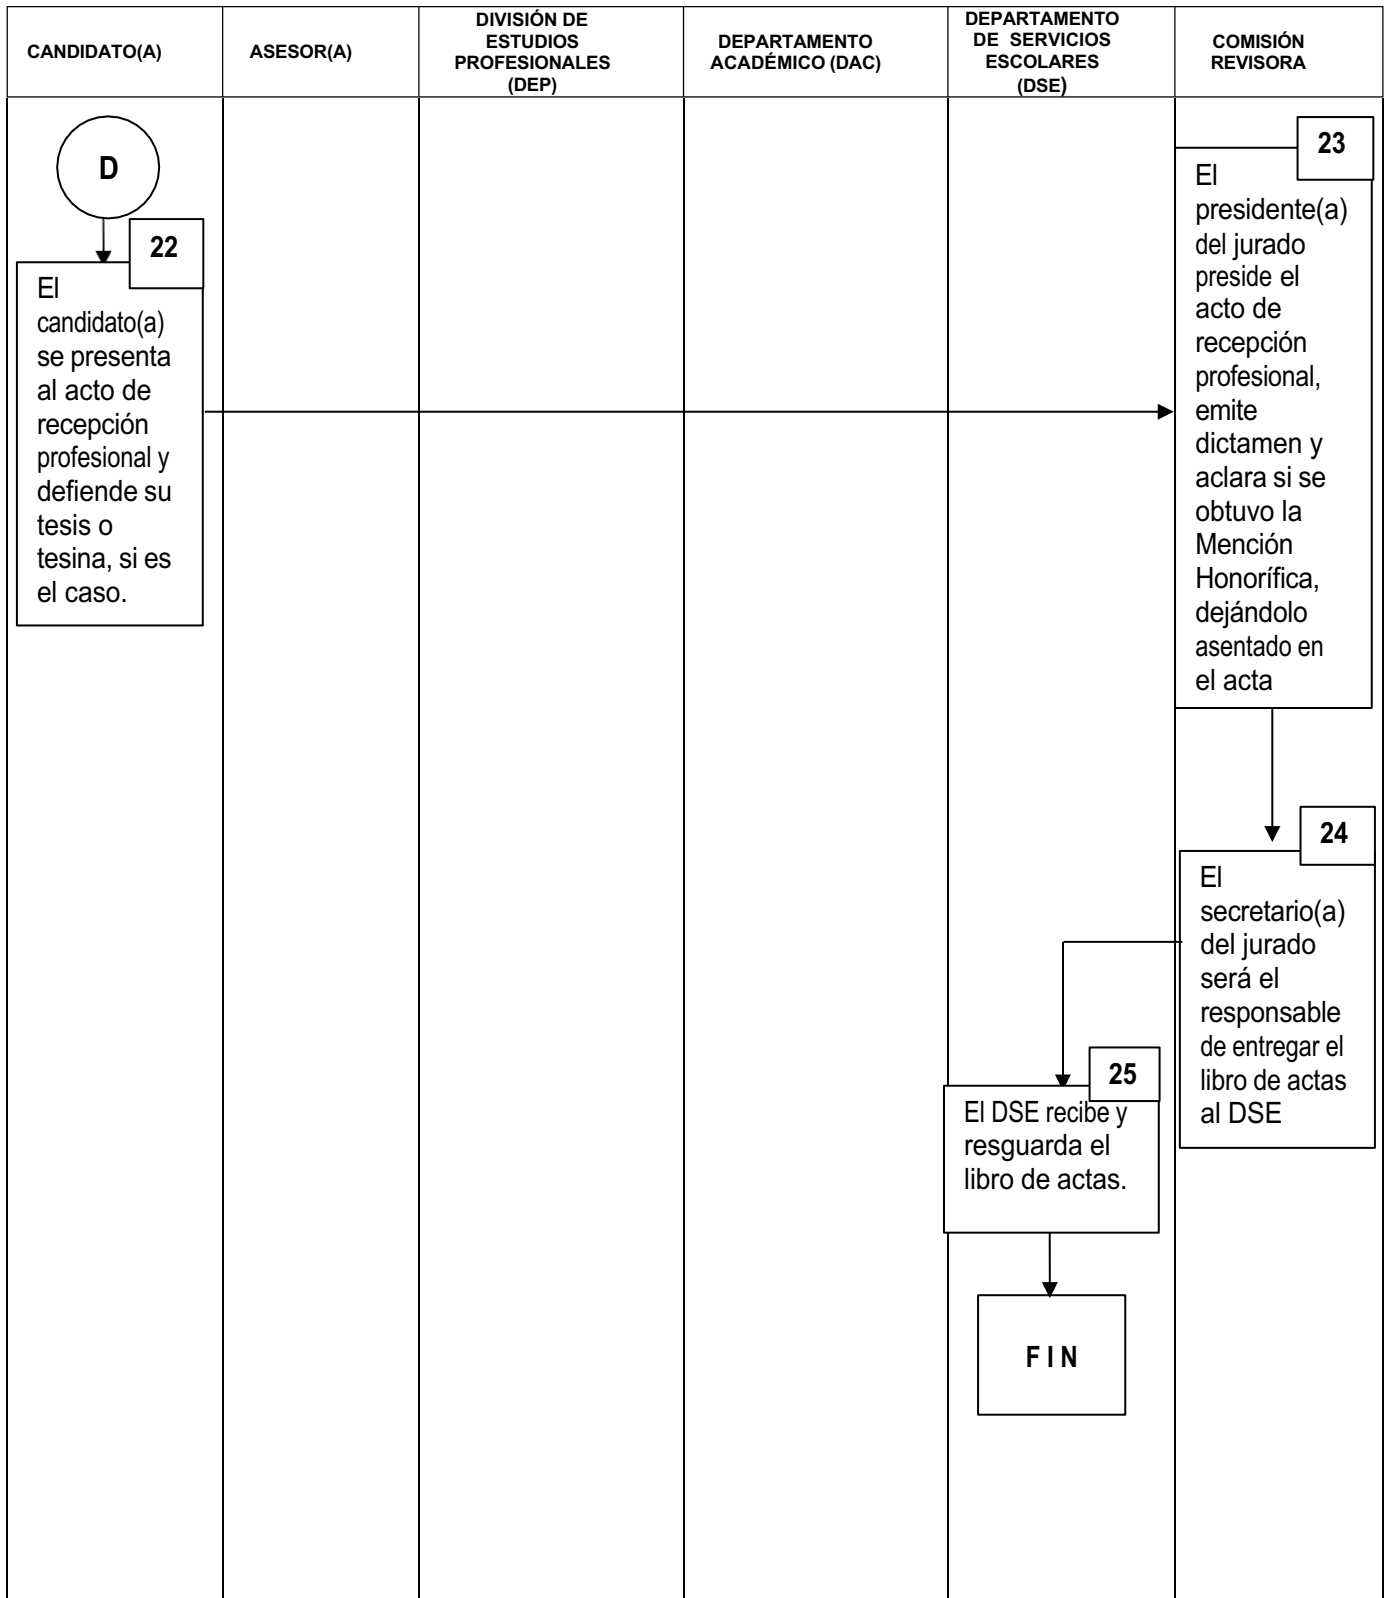 CANDIDATO(A)
ASESOR(A)
DIVISIÓN DE
ESTUDIOS
PROFESIONALES
(DEP)
DEPARTAMENTO
ACADÉMICO (DAC)
DEPARTAMENTO
DE SERVICIOS
ESCOLARES
(DSE)
COMISIÓN
REVISORA
D
22
El
candidato(a)
se presenta
al acto de
recepción
profesional y
defiende su
tesis o
tesina, si es
el caso.
23
El
presidente(a)
del jurado
preside el
acto de
recepción
profesional,
emite
dictamen y
aclara si se
obtuvo la
Mención
Honorífica,
dejándolo
asentado en
el acta
24
El
secretario(a)
del jurado
será el
responsable
de entregar el
libro de actas
al DSE
25
El DSE recibe y
resguarda el
libro de actas.
F I N